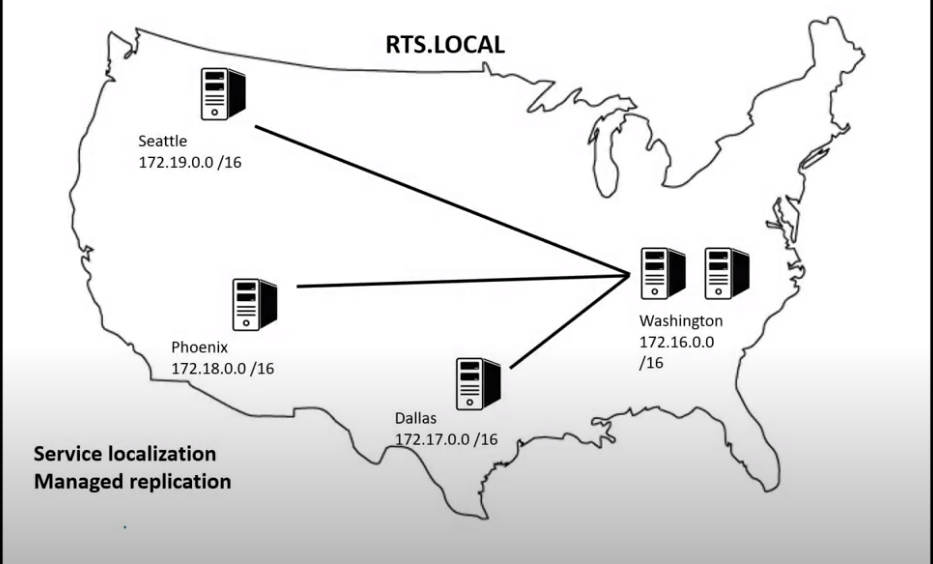 RTS.LOCAL
Seattle
172.19.0.0 /16
Washington
172.16.0.0
/16
Phoenix
172.18.0.0 /16
Dallas
172.17.0.0 /16
Service localization
Managed replication